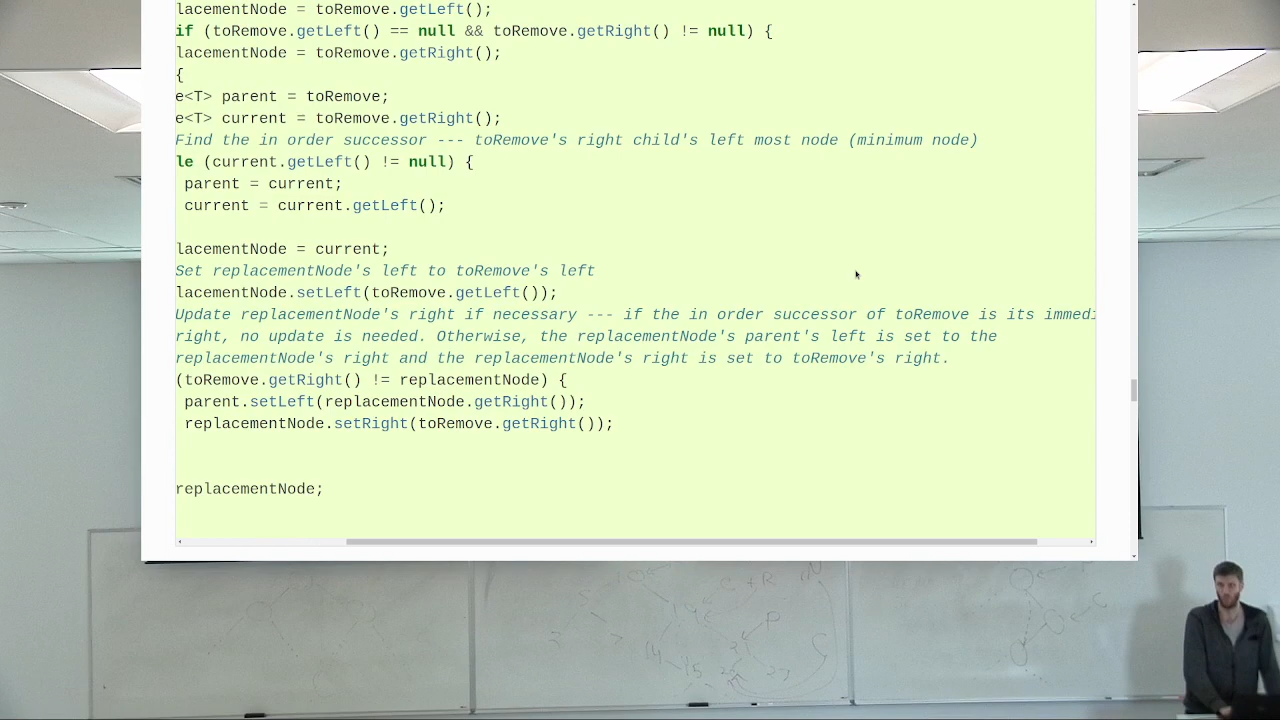 lacementNode = toRemove.getLeft();
if (toRemove.getLeft() == null && toRemove.getRight() != null) {
lacementNode = toRemove.getRight();
{
e<T> parent = toRemove;
e<T> current = toRemove.getRight();
Find the in order successor --- toRemove's right child's left most node (minimum node)
le (current.getLeft() != null) {
parent = current;
current = current.getLeft();
lacementNode = current;
Set replacementNode's left to toRemove's left
lacementNode.setLeft(toRemove.getLeft());
Update replacementNode's right if necessary --- if the in order successor of toRemove is its immedi
right, no update is needed. Otherwise, the replacementNode's parent's left is set to the
replacementNode's right and the replacementNode's right is set to toRemove's right.
(toRemove.getRight() != replacementNode) {
parent.setLeft(replacementNode.getRight());
replacementNode.setRight(toRemove.getRight());
replacementNode;